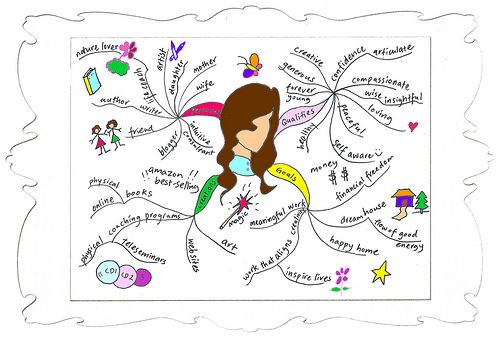 nature lover
life coach
artist
daughter
mother
wife
author
writer
friend
blogger
intuitive
consultant
creative
generous
forever
young
healthy
confidence
articulate
compassionate
wise
insightful
loving
peaceful
self aware
Qualities
!! amazon !!
best-selling
physical
online
books
physical
coaching programs
Teleseminars
CD1
CD2
websites
art
magic
Goals
money
$ $
financial freedom
meaningful work
creating
dream house
flow of good
energy
happy home
work that aligns
inspire lives